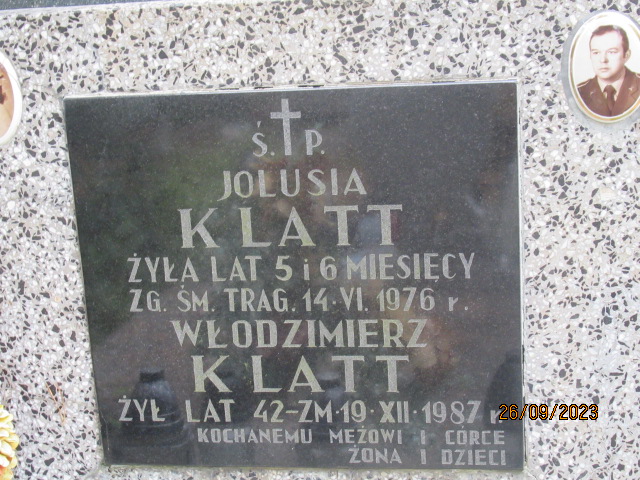 Ś. P.
JOLUSIA
KLATT
ŻYŁA LAT 5 i 6 MIESIĘCY
ZG. ŚM. TRAG. 14·VI. 1976 r.
WŁODZIMIERZ
KLATT
ŻYŁ LAT 42-ZM·19·XII·1987 r
26/09/2023
KOCHANEMU MĘŻOWI I CÓRCE
ŻONA I DZIECI